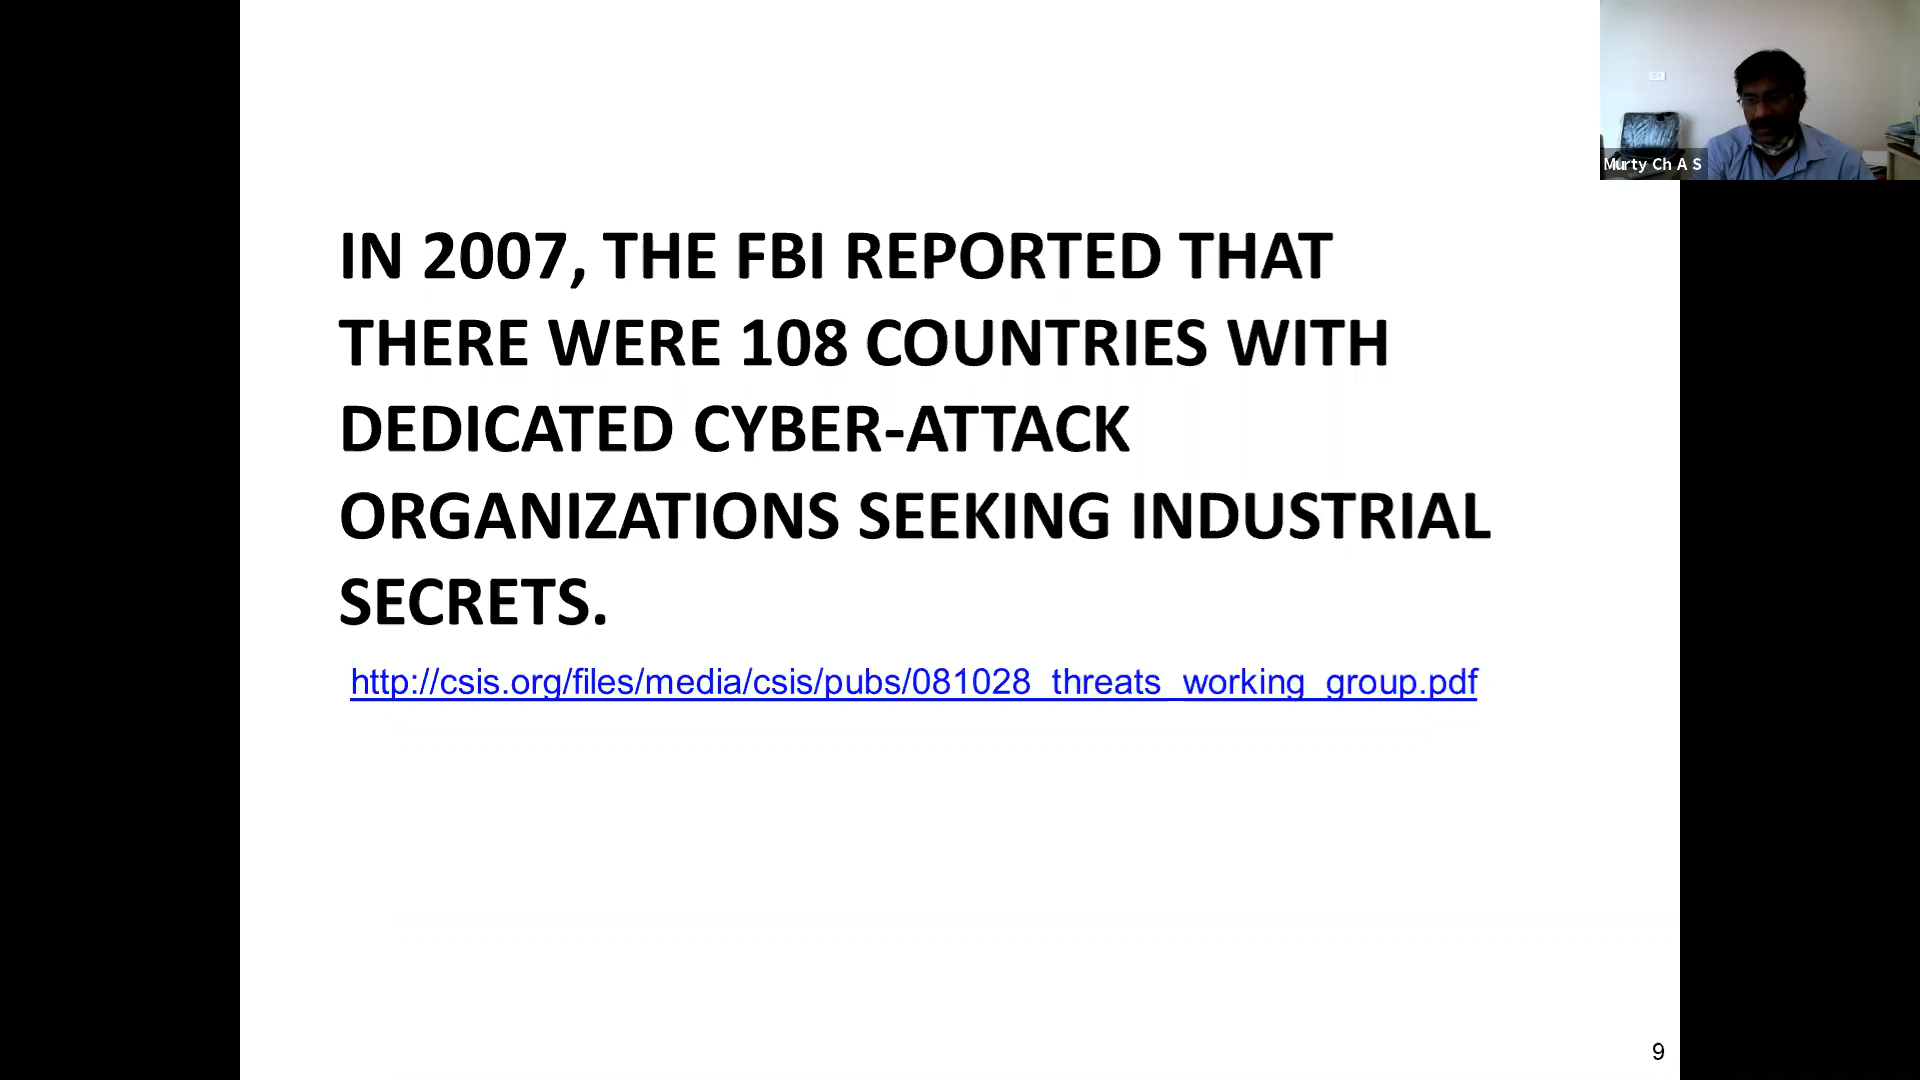 IN 2007, THE FBI REPORTED THAT
THERE WERE 108 COUNTRIES WITH
DEDICATED CYBER-ATTACK
ORGANIZATIONS SEEKING INDUSTRIAL
SECRETS.
http://csis.org/files/media/csis/pubs/081028_threats_working_group.pdf
Murty Ch A S
9